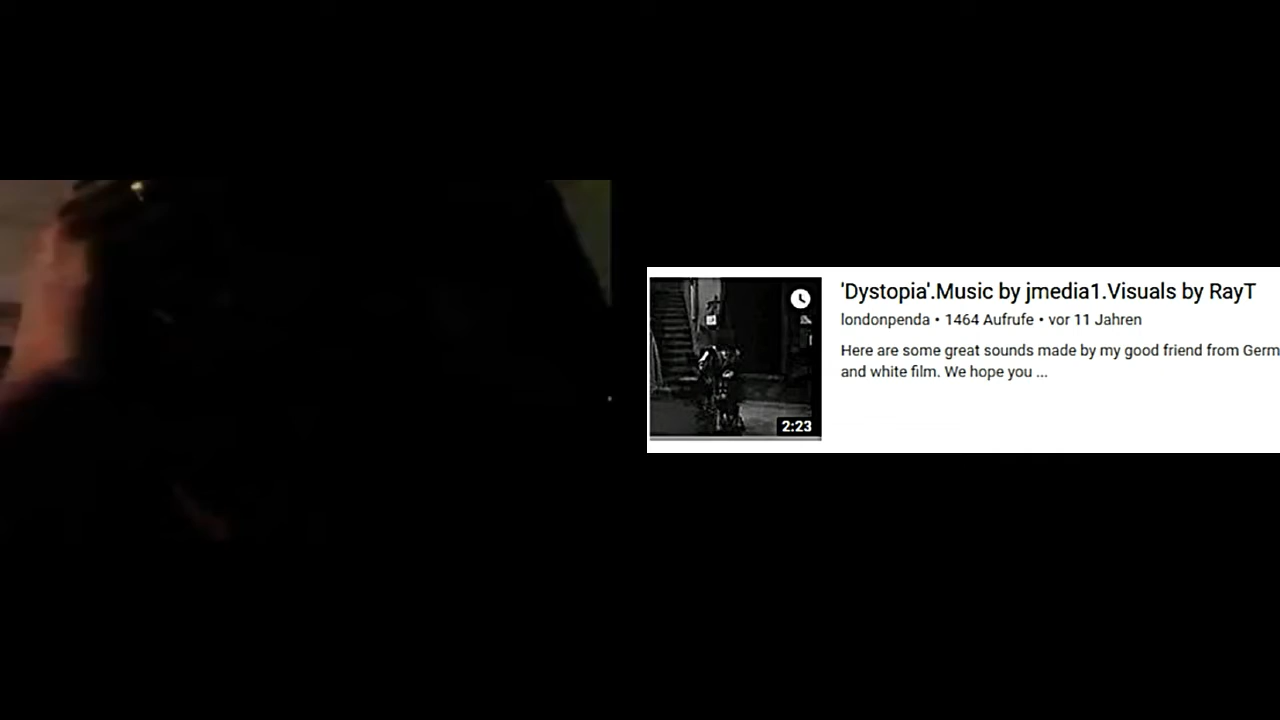 'Dystopia'.Music by jmedia1.Visuals by RayT
londonpenda • 1464 Aufrufe • vor 11 Jahren
Here are some great sounds made by my good friend from Germ
and white film. We hope you ...
2:23